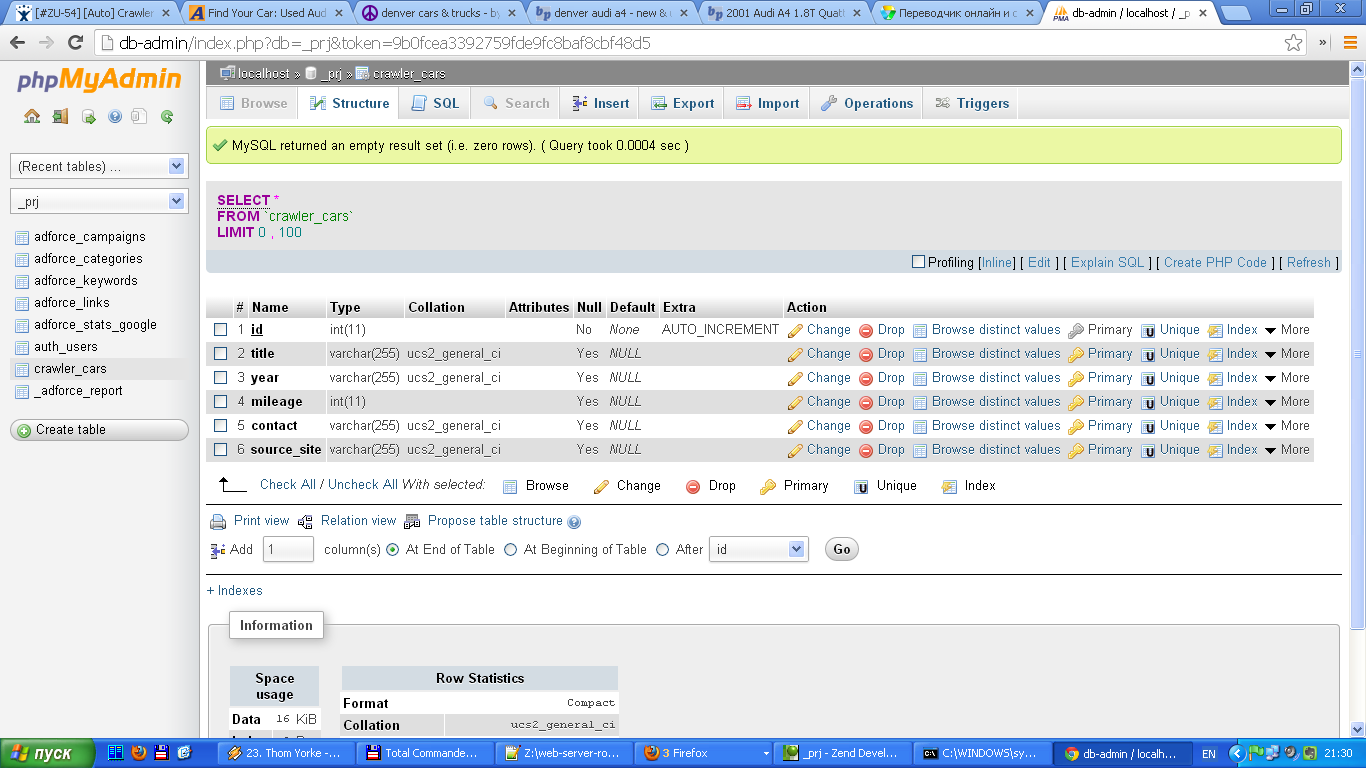 [#ZU-54] [Auto] Crawler
Find Your Car: Used Aud
denver cars & trucks - by
denver audi a4 - new & u
2001 Audi A4 1.8T Quatt
Переводчик онлайн и с
db-admin / localhost / _p
db-admin/index.php?db=_prj&token=9b0fcea3392759fde9fc8baf8cbf48d5
phpMyAdmin
(Recent tables) ...
_prj
adforce_campaigns
adforce_categories
adforce_keywords
adforce_links
adforce_stats_google
auth_users
crawler_cars
_adforce_report
Create table
localhost » _prj » crawler_cars
Browse Structure SQL Search Insert Export Import Operations Triggers
MySQL returned an empty result set (i.e. zero rows). ( Query took 0.0004 sec )
SELECT *
FROM `crawler_cars`
LIMIT 0 , 100
Profiling [Inline] [ Edit ] [ Explain SQL ] [ Create PHP Code ] [ Refresh ]
# Name Type Collation Attributes Null Default Extra Action
1 id int(11) No None AUTO_INCREMENT Change Drop Browse distinct values Primary Unique Index More
2 title varchar(255) ucs2_general_ci Yes NULL Change Drop Browse distinct values Primary Unique Index More
3 year varchar(255) ucs2_general_ci Yes NULL Change Drop Browse distinct values Primary Unique Index More
4 mileage int(11) Yes NULL Change Drop Browse distinct values Primary Unique Index More
5 contact varchar(255) ucs2_general_ci Yes NULL Change Drop Browse distinct values Primary Unique Index More
6 source_site varchar(255) ucs2_general_ci Yes NULL Change Drop Browse distinct values Primary Unique Index More
Check All / Uncheck All With selected: Browse Change Drop Primary Unique Index
Print view Relation view Propose table structure
Add 1 column(s) At End of Table At Beginning of Table After id Go
+ Indexes
Information
Space usage
Data 16 KiB
Row Statistics
Format Compact
Collation ucs2_general_ci
пуск
23. Thom Yorke -...
Total Commande...
Z:\web-server-ro...
3 Firefox
_prj - Zend Devel...
C:\WINDOWS\sy...
db-admin / localh...
EN
21:30